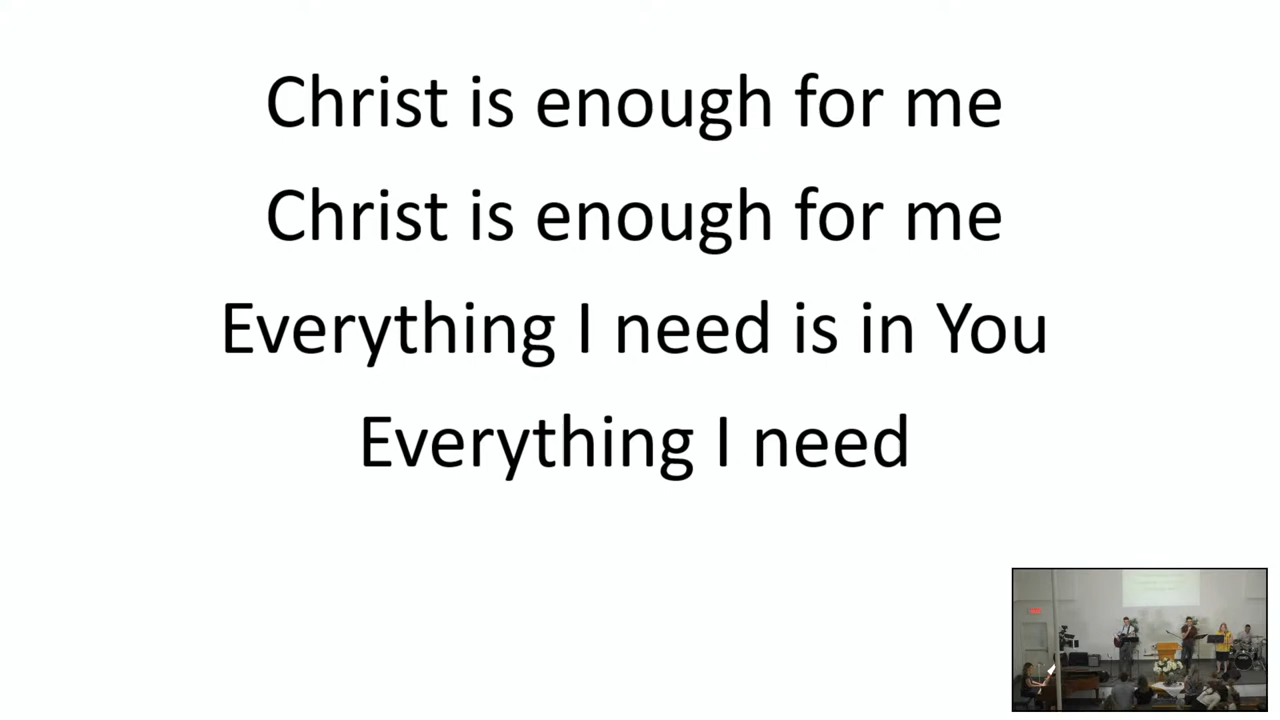 Christ is enough for me
Christ is enough for me
Everything I need is in You
Everything I need